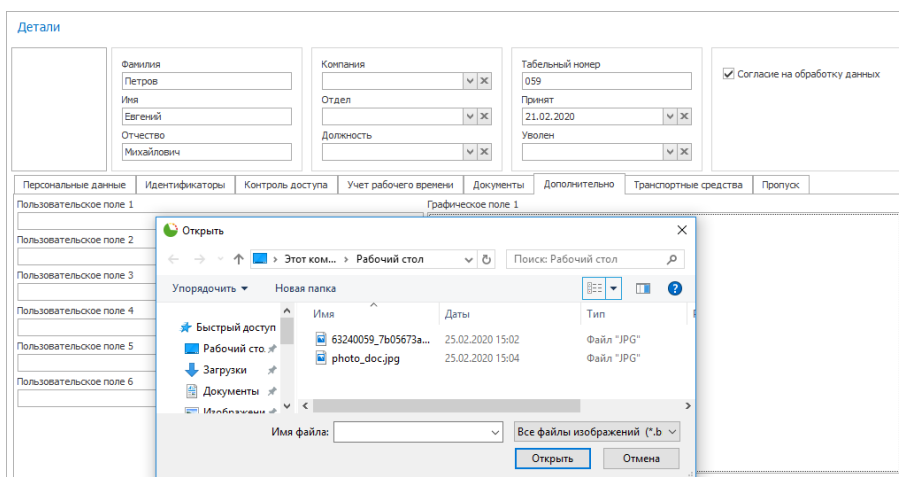 Детали
Фамилия
Петров
Имя
Евгений
Отчество
Михайлович
Компания
Отдел
Должность
Табельный номер
059
Принят
21.02.2020
Уволен
Согласие на обработку данных
Персональные данные Идентификаторы Контроль доступа Учет рабочего времени Документы Дополнительно Транспортные средства Пропуск
Пользовательское поле 1
Графическое поле 1
Пользовательское поле 2
Пользовательское поле 3
Пользовательское поле 4
Пользовательское поле 5
Пользовательское поле 6
Открыть
Этот ком... Рабочий стол
Поиск: Рабочий стол
Упорядочить Новая папка
Имя Даты Тип
Быстрый доступ
Рабочий сто.
Загрузки
Документы
63240059_7b05673a... 25.02.2020 15:02 Файл "JPG"
photo_doc.jpg 25.02.2020 15:04 Файл "JPG"
Имя файла:
Все файлы изображений (*.b
Открыть Отмена